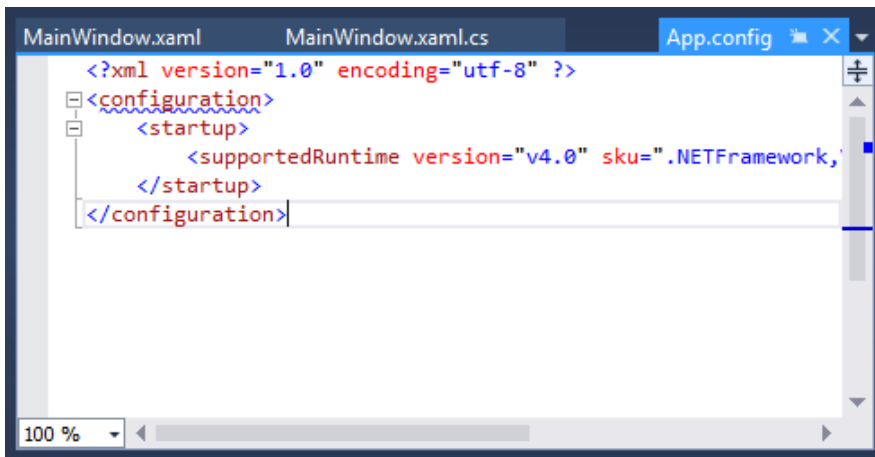 MainWindow.xaml MainWindow.xaml.cs App.config
<?xml version="1.0" encoding="utf-8" ?>
<configuration>
<startup>
<supportedRuntime version="v4.0" sku=".NETFramework,
</startup>
</configuration>
100 %